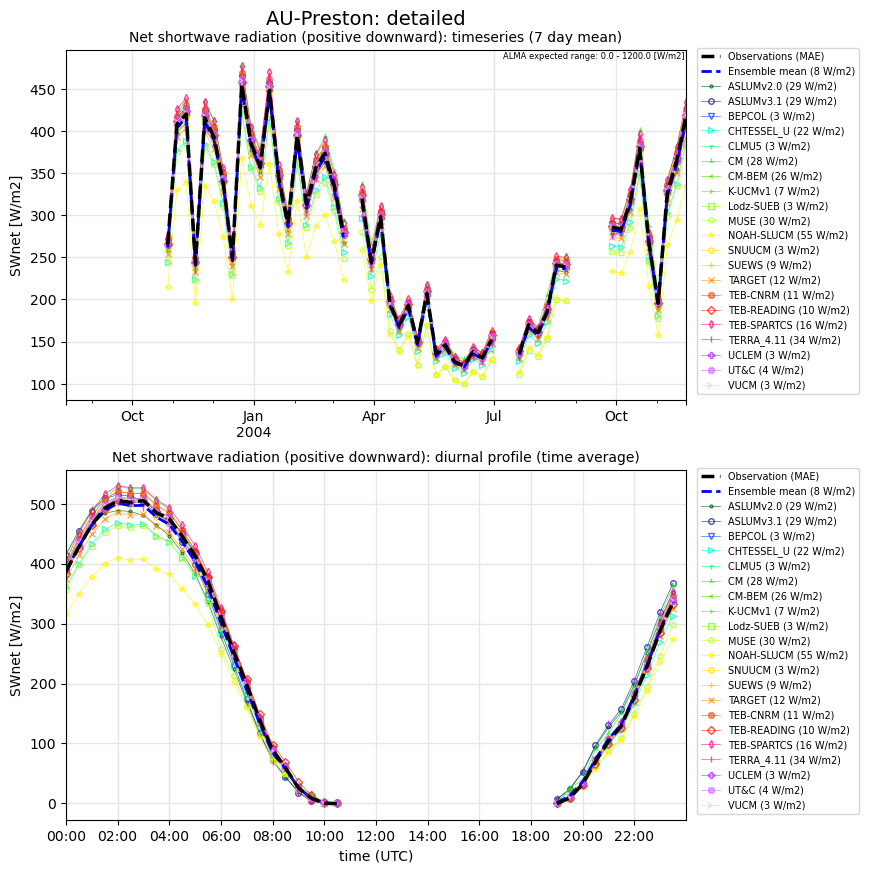 AU-Preston: detailed
Net shortwave radiation (positive downward): timeseries (7 day mean)
ALMA expected range: 0.0 - 1200.0 [W/m2]
SWnet [W/m2]
450
400
350
300
250
200
150
100
Oct
Jan
2004
Apr
Jul
Oct
Observations (MAE)
Ensemble mean (8 W/m2)
ASLUMv2.0 (29 W/m2)
ASLUMv3.1 (29 W/m2)
BEPCOL (3 W/m2)
CHTESSEL_U (22 W/m2)
CLMU5 (3 W/m2)
CM (28 W/m2)
CM-BEM (26 W/m2)
K-UCMv1 (7 W/m2)
Lodz-SUEB (3 W/m2)
MUSE (30 W/m2)
NOAH-SLUCM (55 W/m2)
SNUUCM (3 W/m2)
SUEWS (9 W/m2)
TARGET (12 W/m2)
TEB-CNRM (11 W/m2)
TEB-READING (10 W/m2)
TEB-SPARTCS (16 W/m2)
TERRA_4.11 (34 W/m2)
UCLEM (3 W/m2)
UT&C (4 W/m2)
VUCM (3 W/m2)
Net shortwave radiation (positive downward): diurnal profile (time average)
SWnet [W/m2]
500
400
300
200
100
0
00:00
02:00
04:00
06:00
08:00
10:00
12:00
14:00
16:00
18:00
20:00
22:00
time (UTC)
Observation (MAE)
Ensemble mean (8 W/m2)
ASLUMv2.0 (29 W/m2)
ASLUMv3.1 (29 W/m2)
BEPCOL (3 W/m2)
CHTESSEL_U (22 W/m2)
CLMU5 (3 W/m2)
CM (28 W/m2)
CM-BEM (26 W/m2)
K-UCMv1 (7 W/m2)
Lodz-SUEB (3 W/m2)
MUSE (30 W/m2)
NOAH-SLUCM (55 W/m2)
SNUUCM (3 W/m2)
SUEWS (9 W/m2)
TARGET (12 W/m2)
TEB-CNRM (11 W/m2)
TEB-READING (10 W/m2)
TEB-SPARTCS (16 W/m2)
TERRA_4.11 (34 W/m2)
UCLEM (3 W/m2)
UT&C (4 W/m2)
VUCM (3 W/m2)